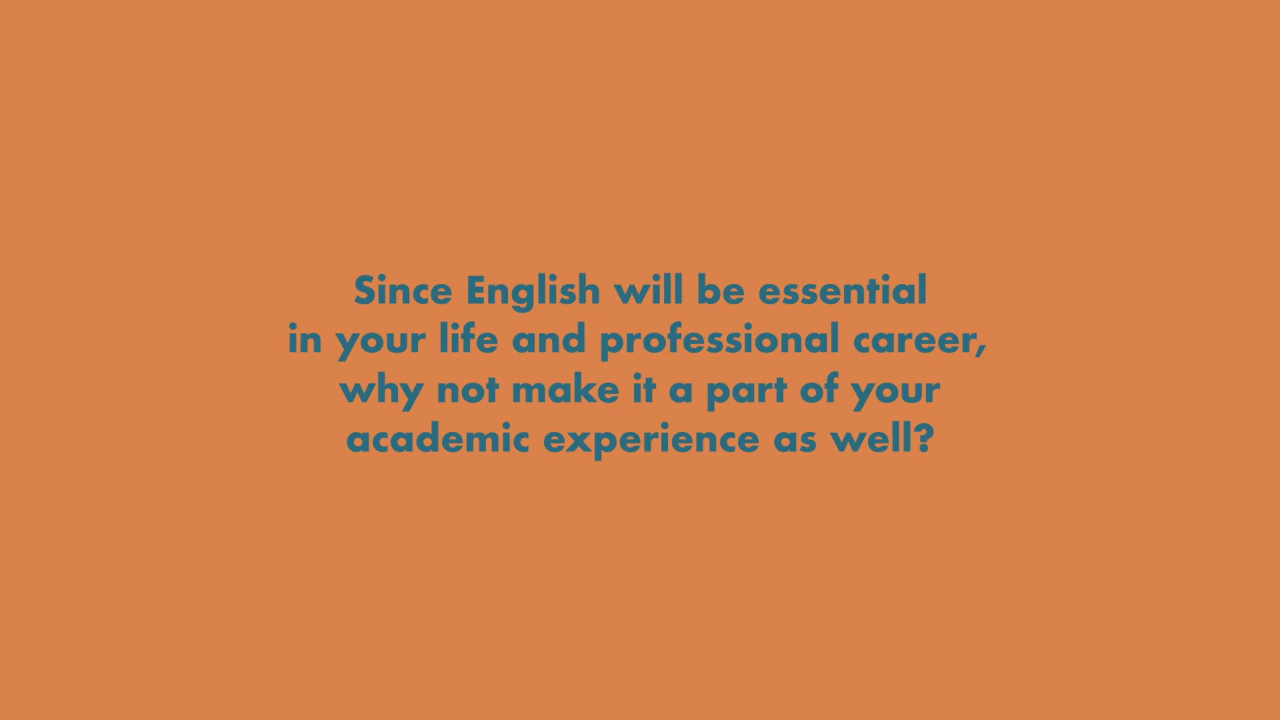 Since English will be essential
in your life and professional career,
why not make it a part of your
academic experience as well?